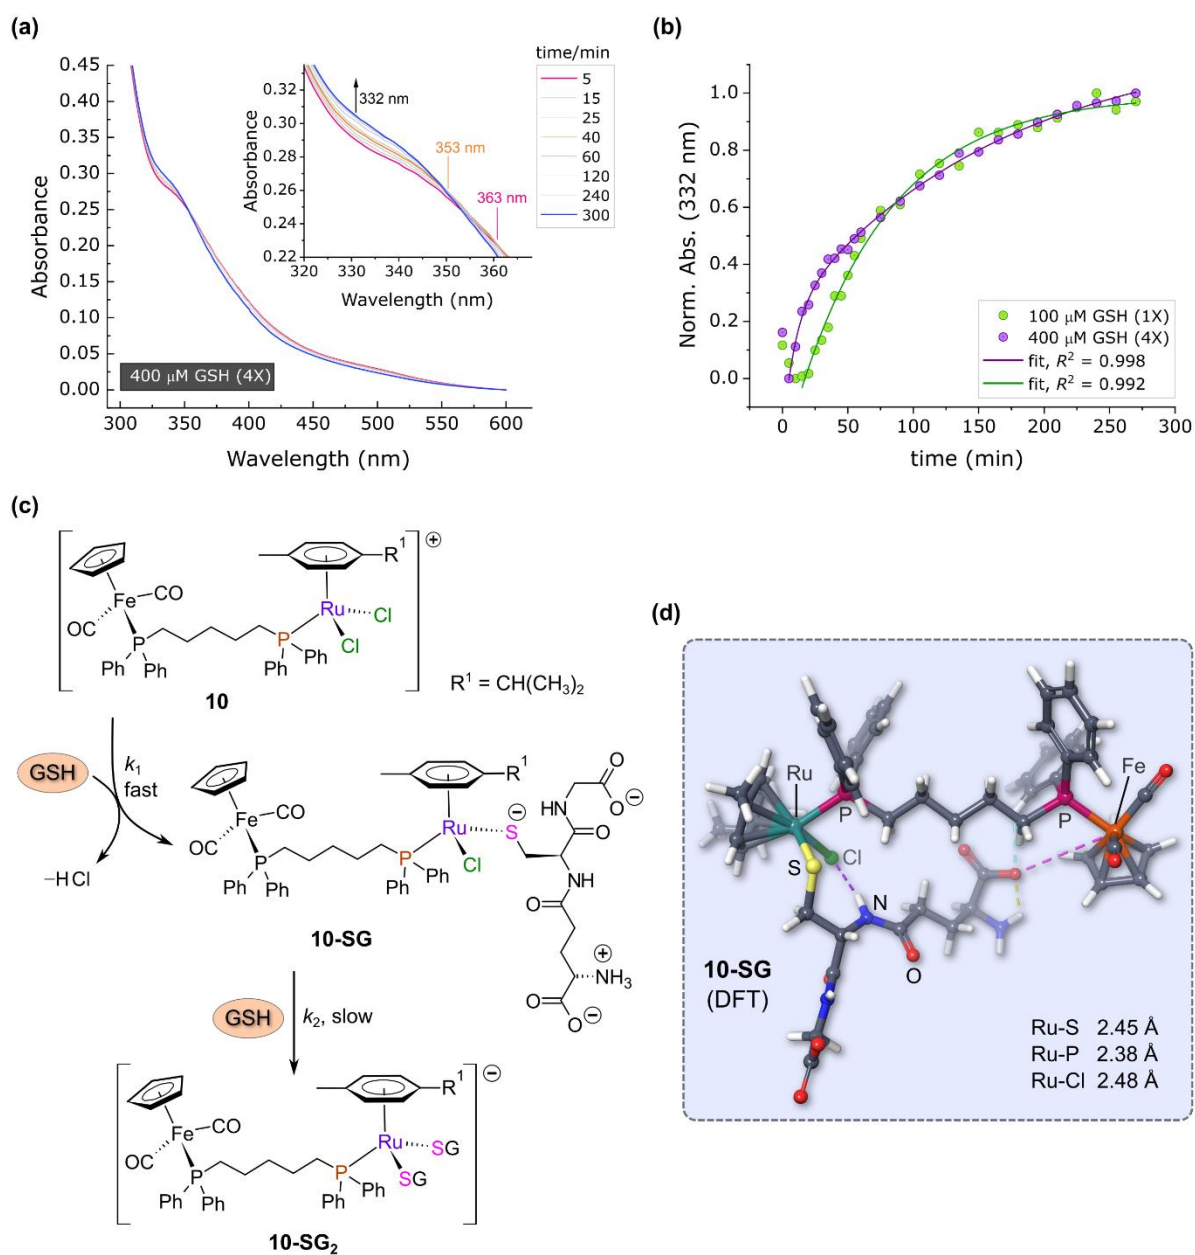 (a)
Absorbance
0.45
0.40
0.35
0.30
0.25
0.20
0.15
0.10
0.05
0.00
300
350
400
450
500
550
600
Wavelength (nm)
400 μM GSH (4X)
Absorbance
0.32
0.30
0.28
0.26
0.24
0.22
320
330
340
350
360
Wavelength (nm)
332 nm
353 nm
363 nm
time/min
5
15
25
40
60
120
240
300
(b)
Norm. Abs. (332 nm)
1.0
0.8
0.6
0.4
0.2
0.0
0
50
100
150
200
250
300
time (min)
100 μM GSH (1X)
400 μM GSH (4X)
fit, R² = 0.998
fit, R² = 0.992
(c)
Fe
CO
OC
P
Ph
Ph
R¹
Ru
Cl
Cl
P
Ph
Ph
⊕
10
R¹ = CH(CH₃)₂
GSH
k₁
fast
−HCl
Fe
CO
OC
P
Ph
Ph
R¹
Ru
Cl
P
Ph
Ph
⊖
S
HN
O
O⊖
O
NH
O
⊕
NH₃
O
O⊖
10-SG
GSH
k₂, slow
Fe
CO
OC
P
Ph
Ph
R¹
Ru
SG
SG
P
Ph
Ph
⊖
10-SG₂
(d)
Ru
P
Cl
S
N
O
P
Fe
10-SG
(DFT)
Ru-S 2.45 Å
Ru-P 2.38 Å
Ru-Cl 2.48 Å